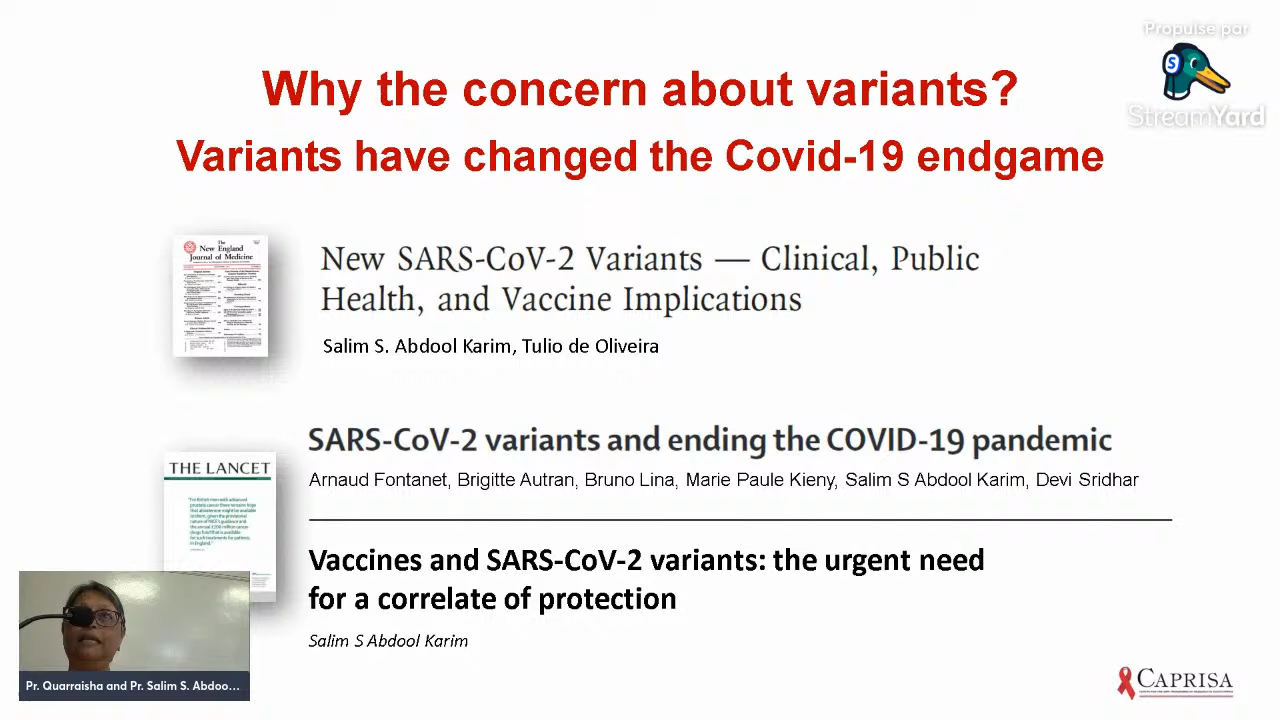 Why the concern about variants?
Variants have changed the Covid-19 endgame
Propulsé par
StreamYard
The
New England
Journal of Medicine
New SARS-CoV-2 Variants — Clinical, Public
Health, and Vaccine Implications
Salim S. Abdool Karim, Tulio de Oliveira
THE LANCET
SARS-CoV-2 variants and ending the COVID-19 pandemic
Arnaud Fontanet, Brigitte Autran, Bruno Lina, Marie Paule Kieny, Salim S Abdool Karim, Devi Sridhar
Vaccines and SARS-CoV-2 variants: the urgent need
for a correlate of protection
Salim S Abdool Karim
Pr. Quarraisha and Pr. Salim S. Abdoo...
CAPRISA